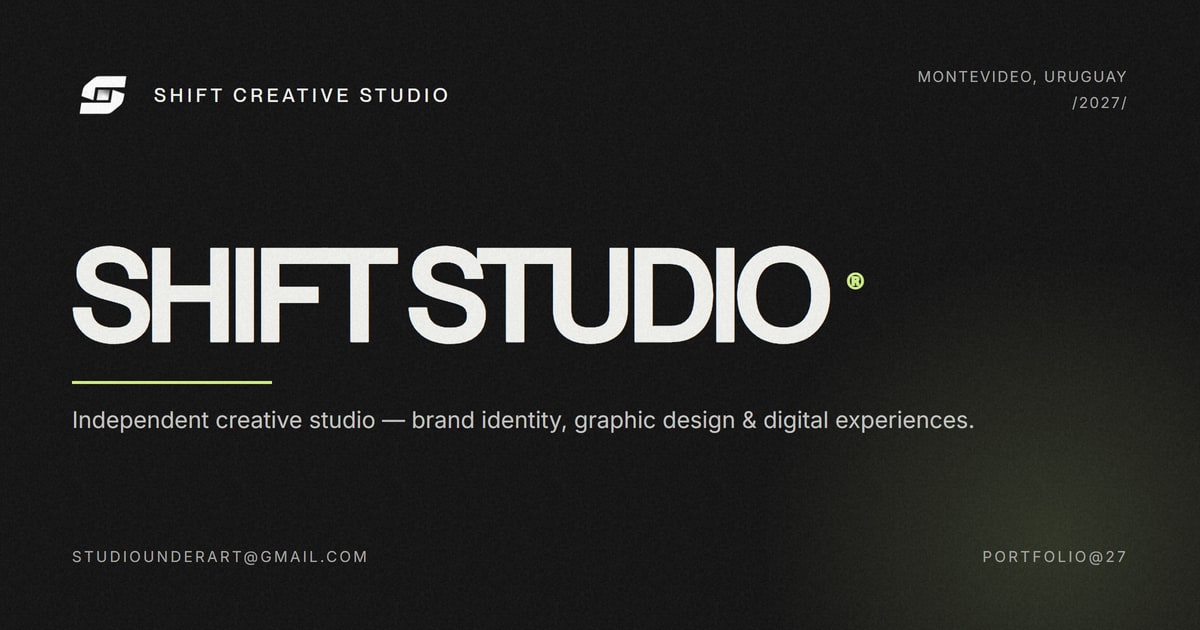 SHIFT CREATIVE STUDIO
MONTEVIDEO, URUGUAY
/2027/
SHIFT STUDIO ®
Independent creative studio — brand identity, graphic design & digital experiences.
STUDIOUNDERART@GMAIL.COM
PORTFOLIO@27